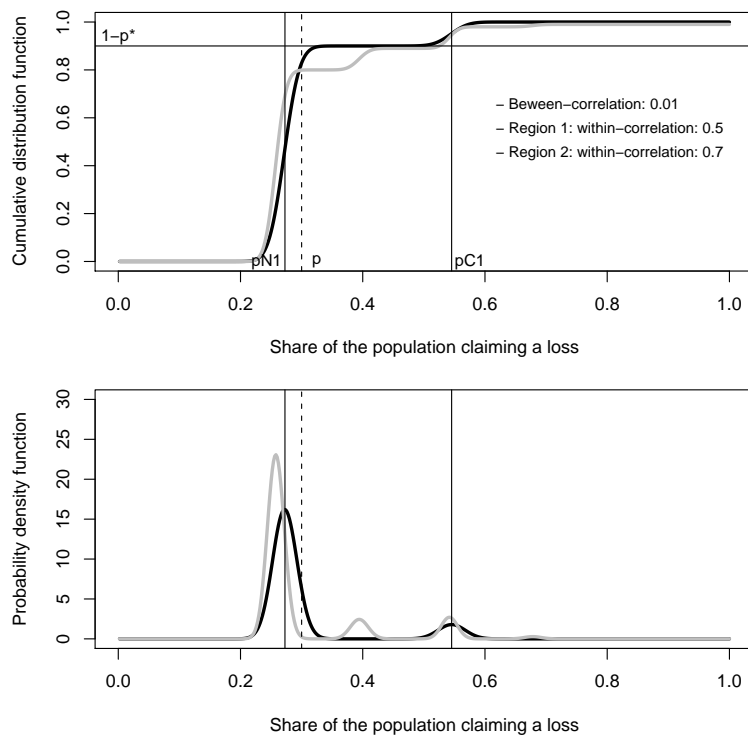 Cumulative distribution function
0.0 0.2 0.4 0.6 0.8 1.0
1−p*
− Beween−correlation: 0.01
− Region 1: within−correlation: 0.5
− Region 2: within−correlation: 0.7
pN1 p pC1
0.0 0.2 0.4 0.6 0.8 1.0
Share of the population claiming a loss
Probability density function
0 5 10 15 20 25 30
0.0 0.2 0.4 0.6 0.8 1.0
Share of the population claiming a loss